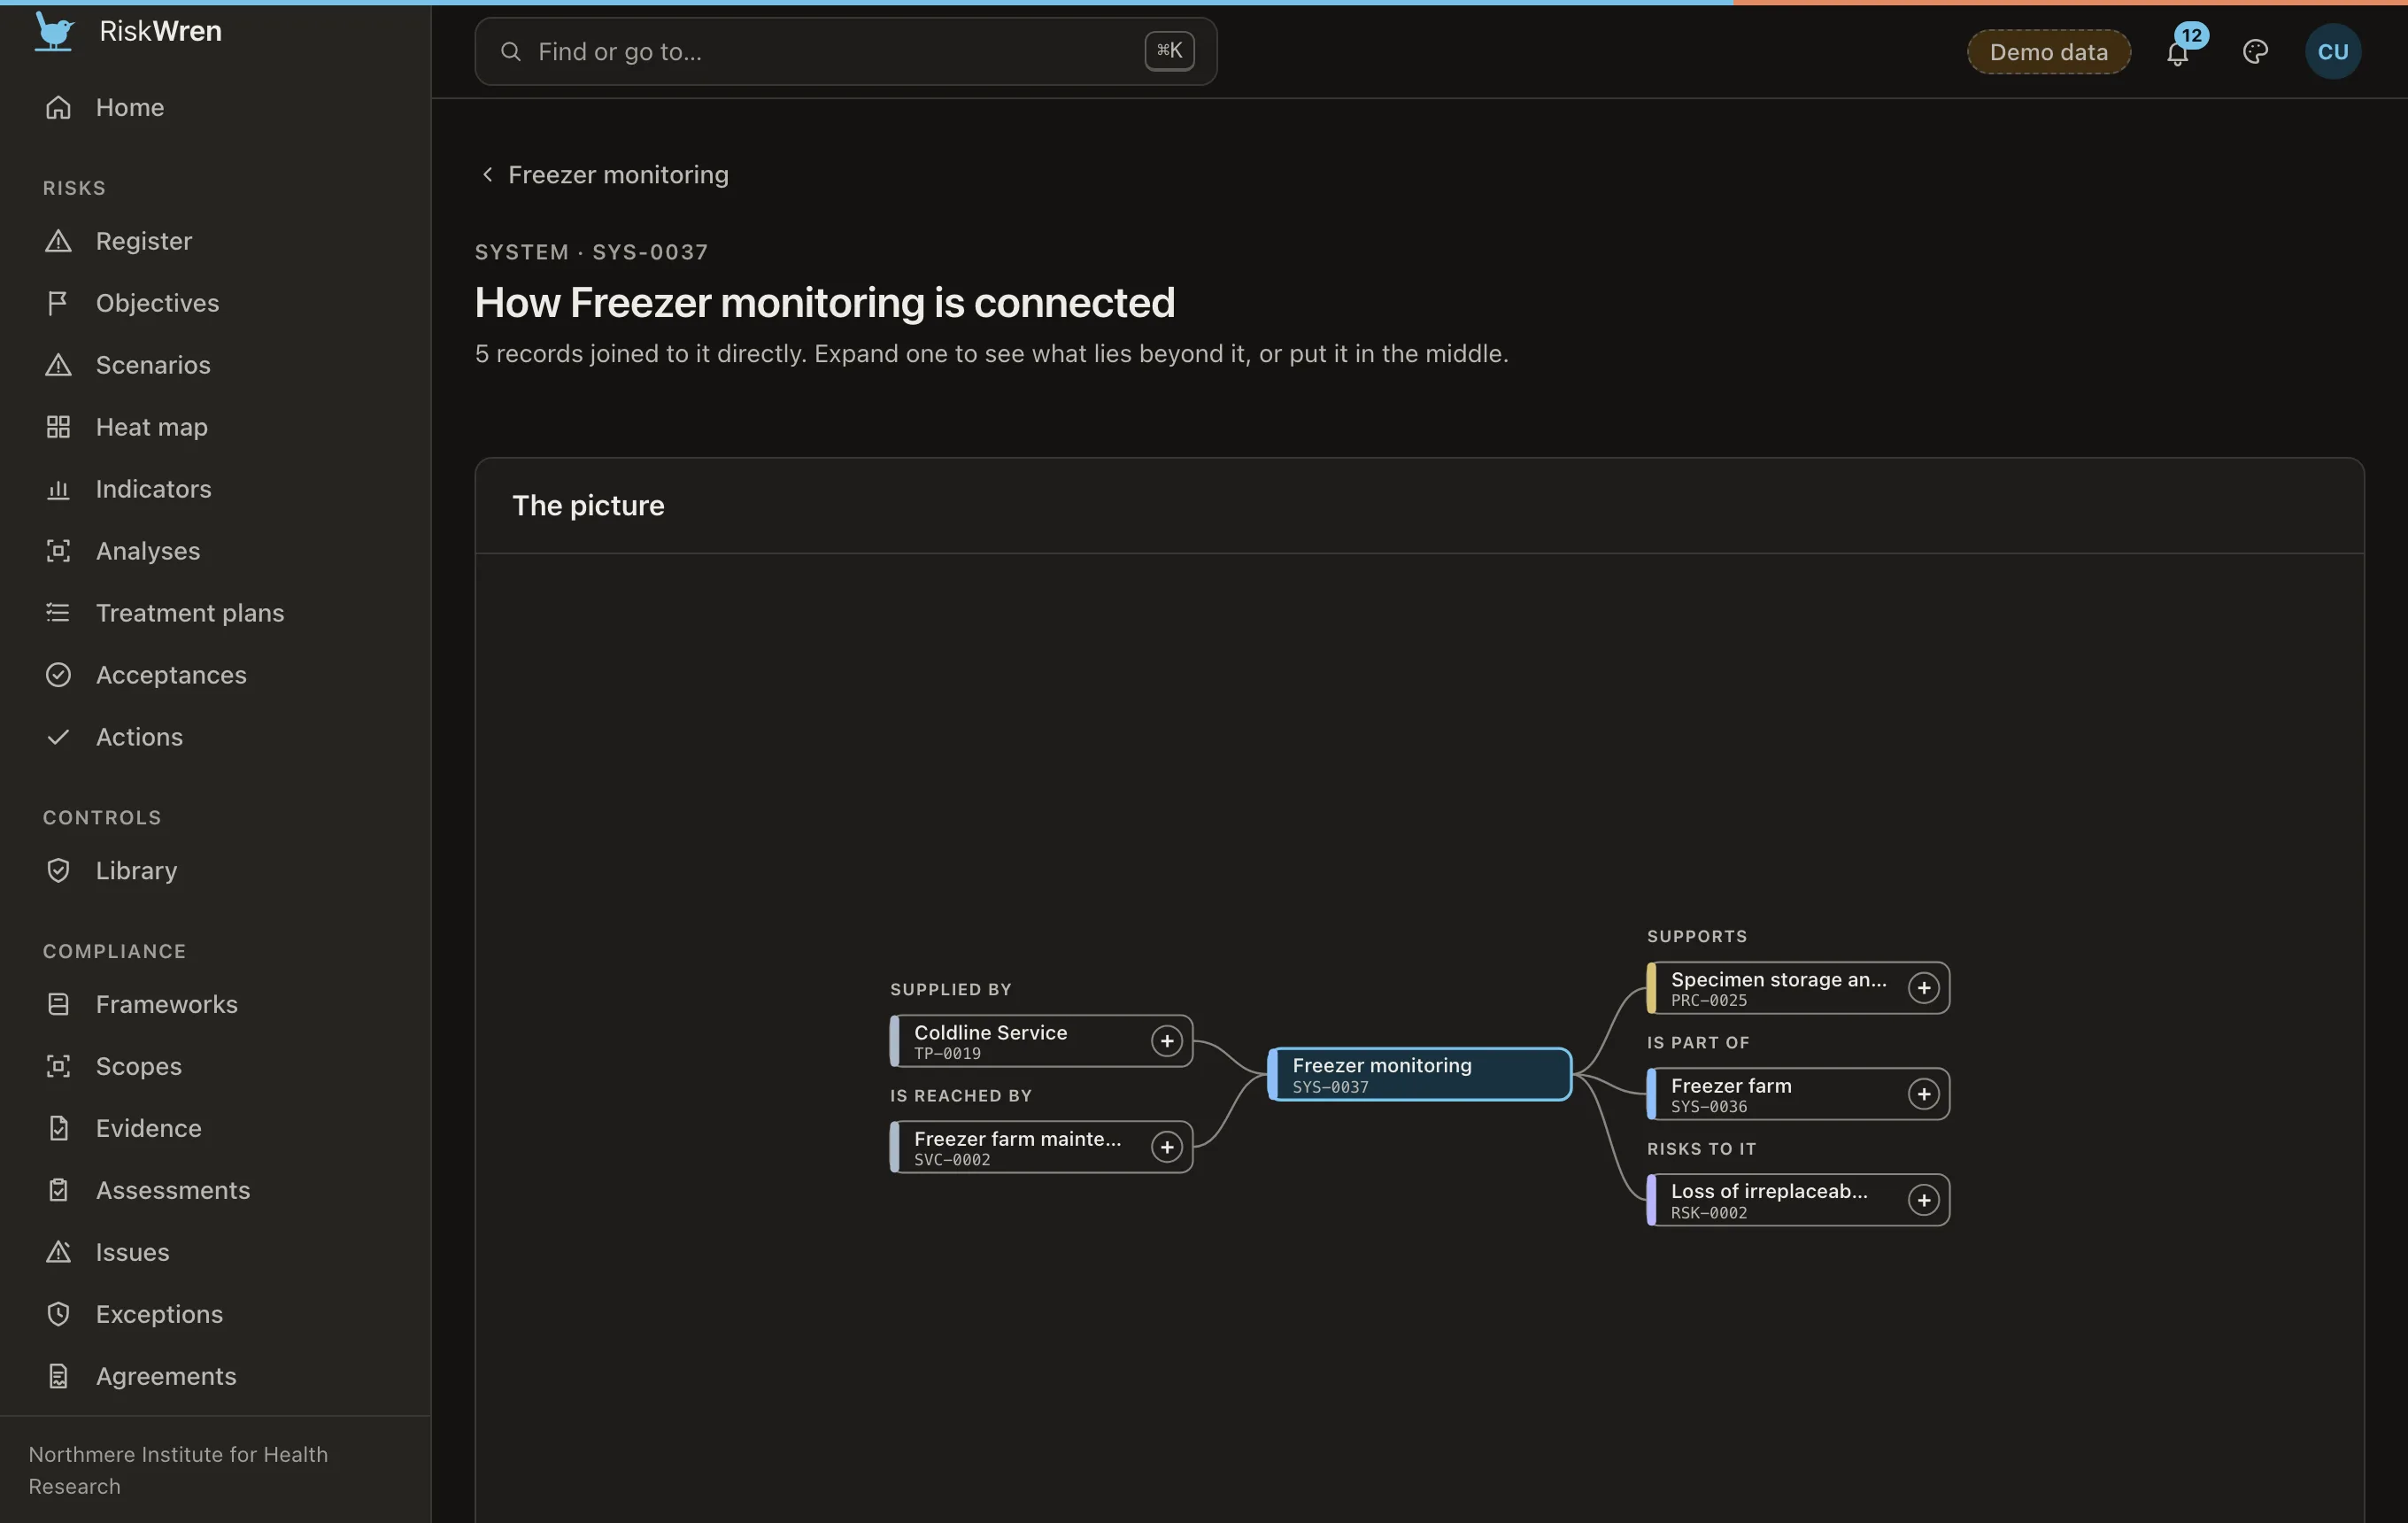 RiskWren
Find or go to...
⌘K
Demo data
12
CU
Home
RISKS
Register
Objectives
Scenarios
Heat map
Indicators
Analyses
Treatment plans
Acceptances
Actions
CONTROLS
Library
COMPLIANCE
Frameworks
Scopes
Evidence
Assessments
Issues
Exceptions
Agreements
Northmere Institute for Health
Research
Freezer monitoring
SYSTEM · SYS-0037
How Freezer monitoring is connected
5 records joined to it directly. Expand one to see what lies beyond it, or put it in the middle.
The picture
SUPPLIED BY
Coldline Service
TP-0019
IS REACHED BY
Freezer farm mainte...
SVC-0002
Freezer monitoring
SYS-0037
SUPPORTS
Specimen storage an...
PRC-0025
IS PART OF
Freezer farm
SYS-0036
RISKS TO IT
Loss of irreplaceab...
RSK-0002